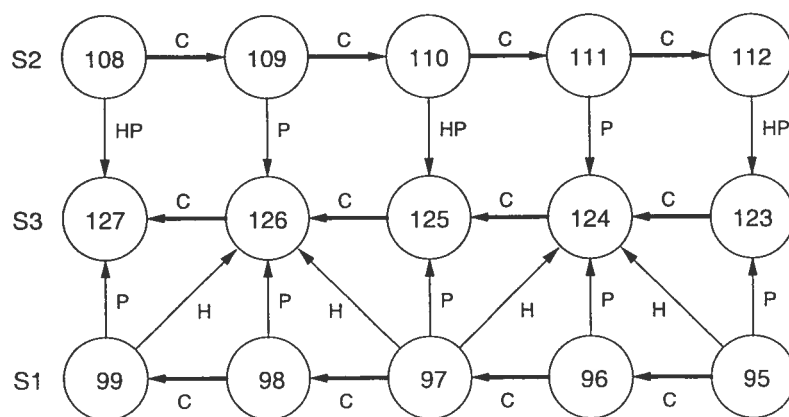 C C C C
S2 108 109 110 111 112
HP P HP P HP
C C C C
S3 127 126 125 124 123
P H P H P H P H P
S1 99 98 97 96 95
C C C C